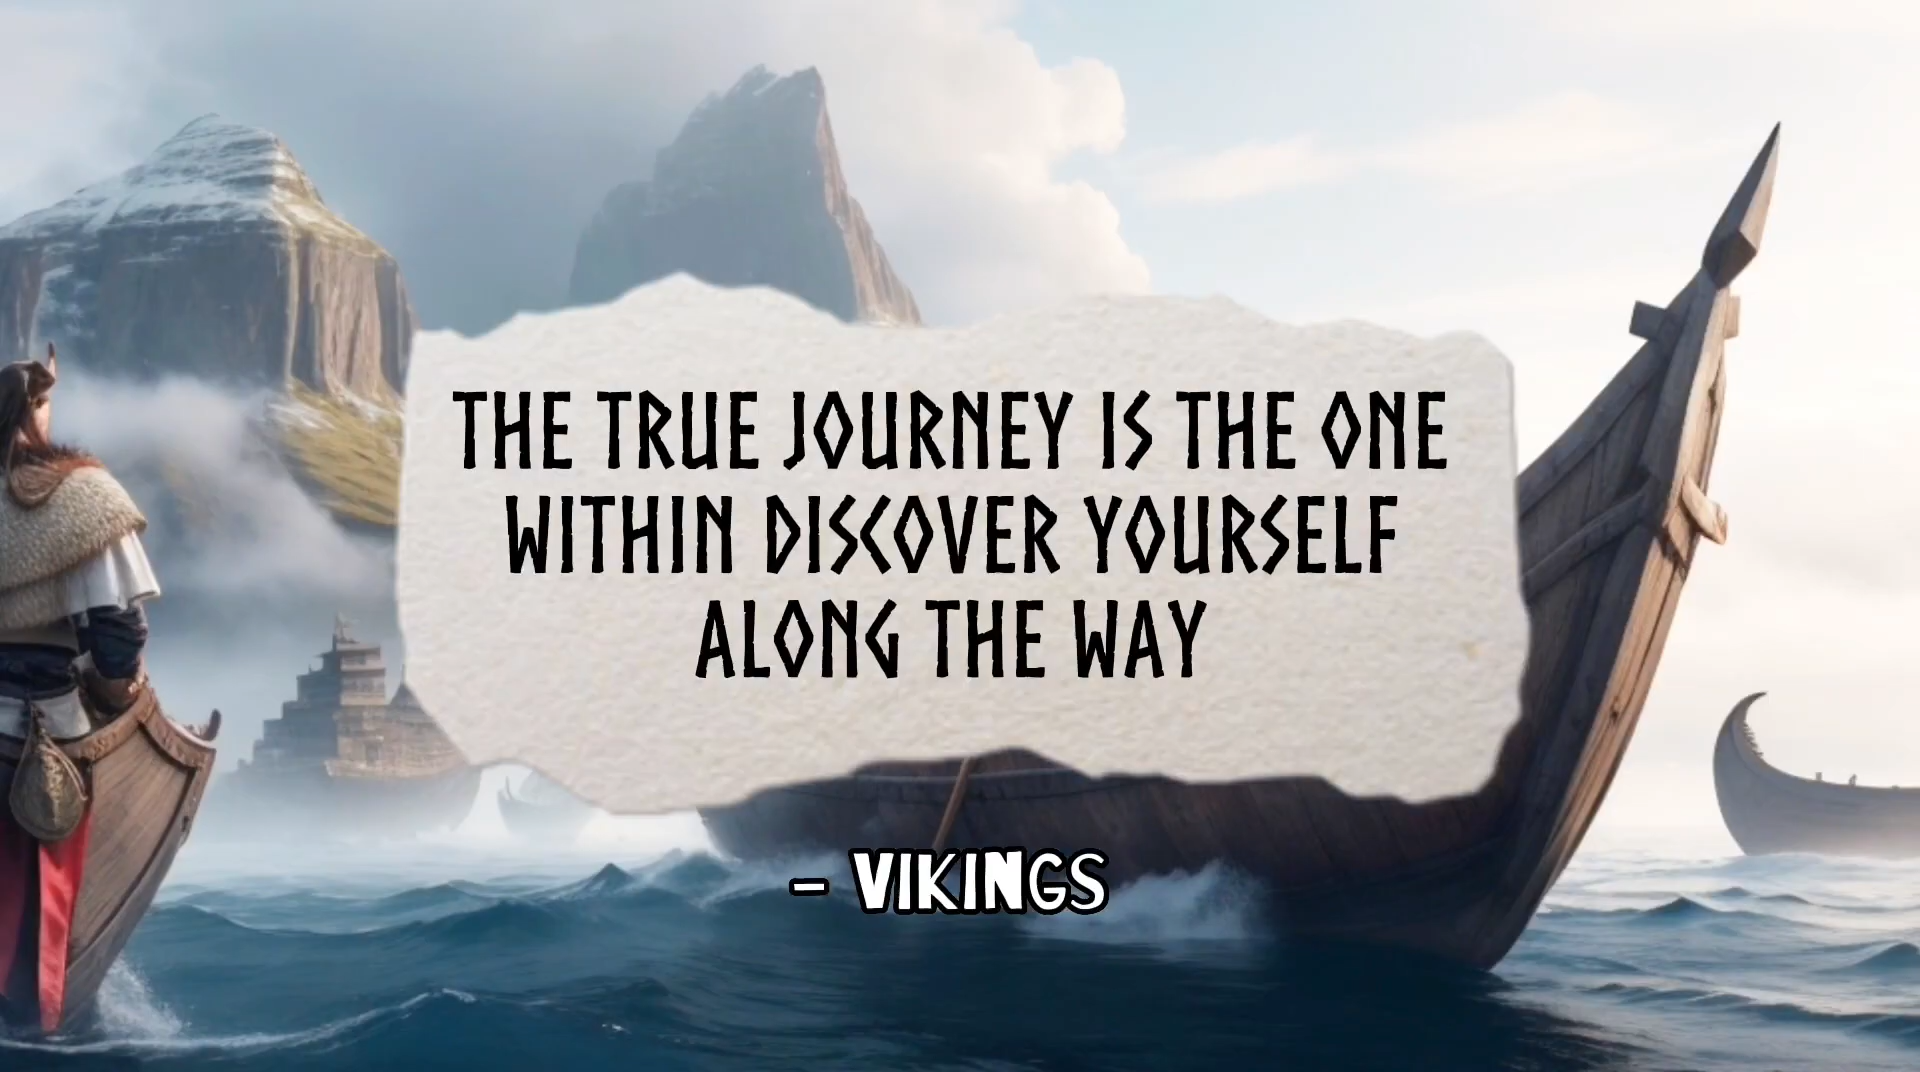 THE TRUE JOURNEY IS THE ONE
WITHIN DISCOVER YOURSELF
ALONG THE WAY
- VIKINGS